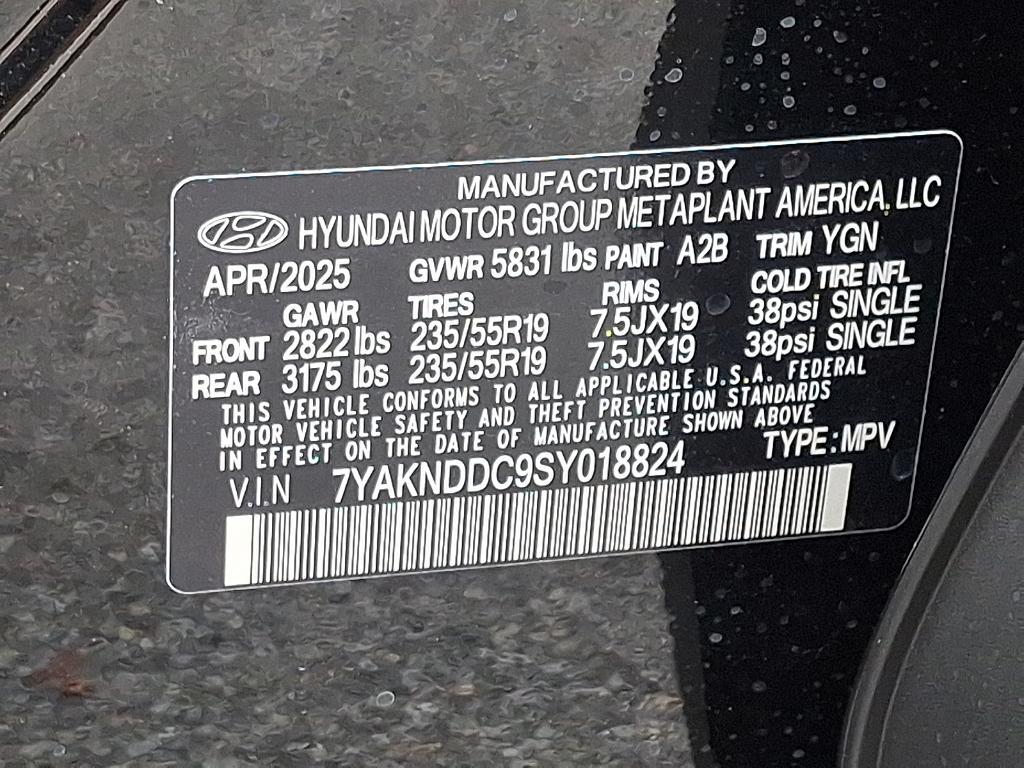 MANUFACTURED BY
HYUNDAI MOTOR GROUP METAPLANT AMERICA, LLC
APR/2025 GVWR 5831 lbs PAINT A2B TRIM YGN
GAWR TIRES RIMS COLD TIRE INFL
FRONT 2822 lbs 235/55R19 7.5JX19 38psi SINGLE
REAR 3175 lbs 235/55R19 7.5JX19 38psi SINGLE
THIS VEHICLE CONFORMS TO ALL APPLICABLE U.S.A. FEDERAL
MOTOR VEHICLE SAFETY AND THEFT PREVENTION STANDARDS
IN EFFECT ON THE DATE OF MANUFACTURE SHOWN ABOVE
V.I.N 7YAKNDDC9SY018824 TYPE:MPV